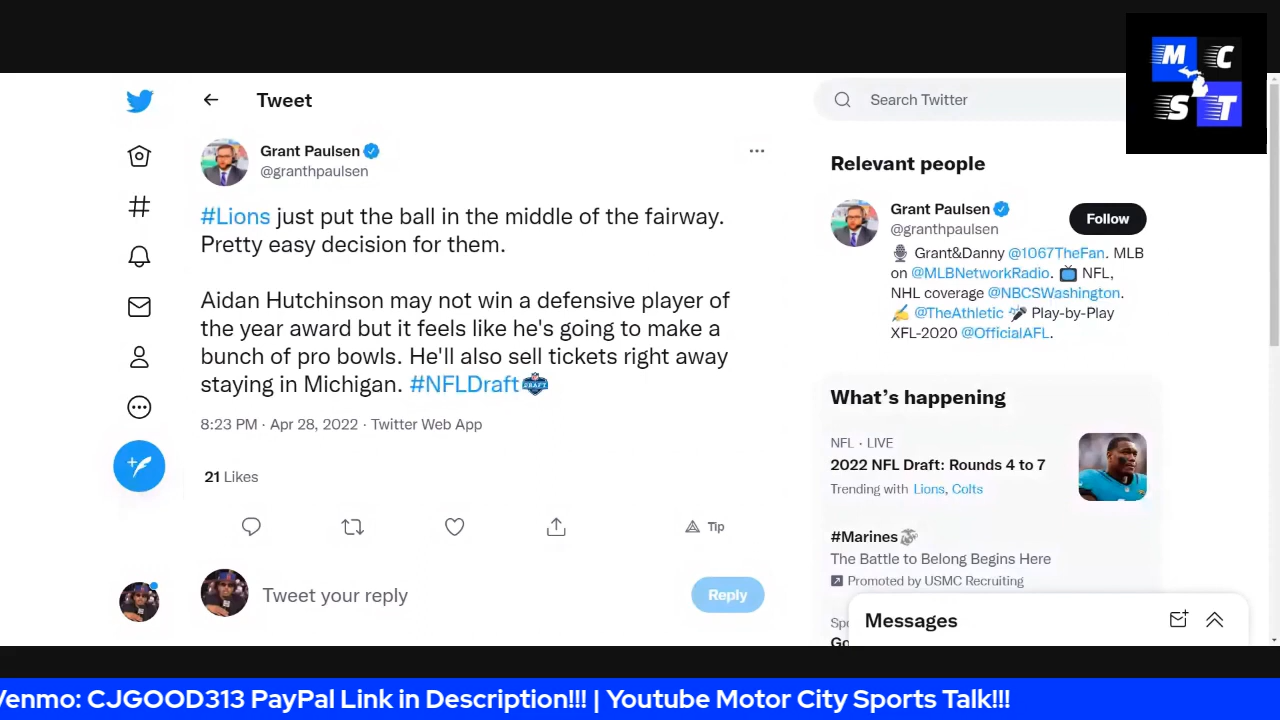 M C
S T
Tweet
Search Twitter
Grant Paulsen
@granthpaulsen
#Lions just put the ball in the middle of the fairway.
Pretty easy decision for them.
Aidan Hutchinson may not win a defensive player of
the year award but it feels like he's going to make a
bunch of pro bowls. He'll also sell tickets right away
staying in Michigan. #NFLDraft
8:23 PM · Apr 28, 2022 · Twitter Web App
21 Likes
Tip
Tweet your reply
Reply
Relevant people
Grant Paulsen
@granthpaulsen
Follow
Grant&Danny @1067TheFan. MLB
on @MLBNetworkRadio. NFL,
NHL coverage @NBCSWashington.
@TheAthletic Play-by-Play
XFL-2020 @OfficialAFL.
What's happening
NFL · LIVE
2022 NFL Draft: Rounds 4 to 7
Trending with Lions, Colts
#Marines
The Battle to Belong Begins Here
Promoted by USMC Recruiting
Messages
Venmo: CJGOOD313 PayPal Link in Description!!! | Youtube Motor City Sports Talk!!!